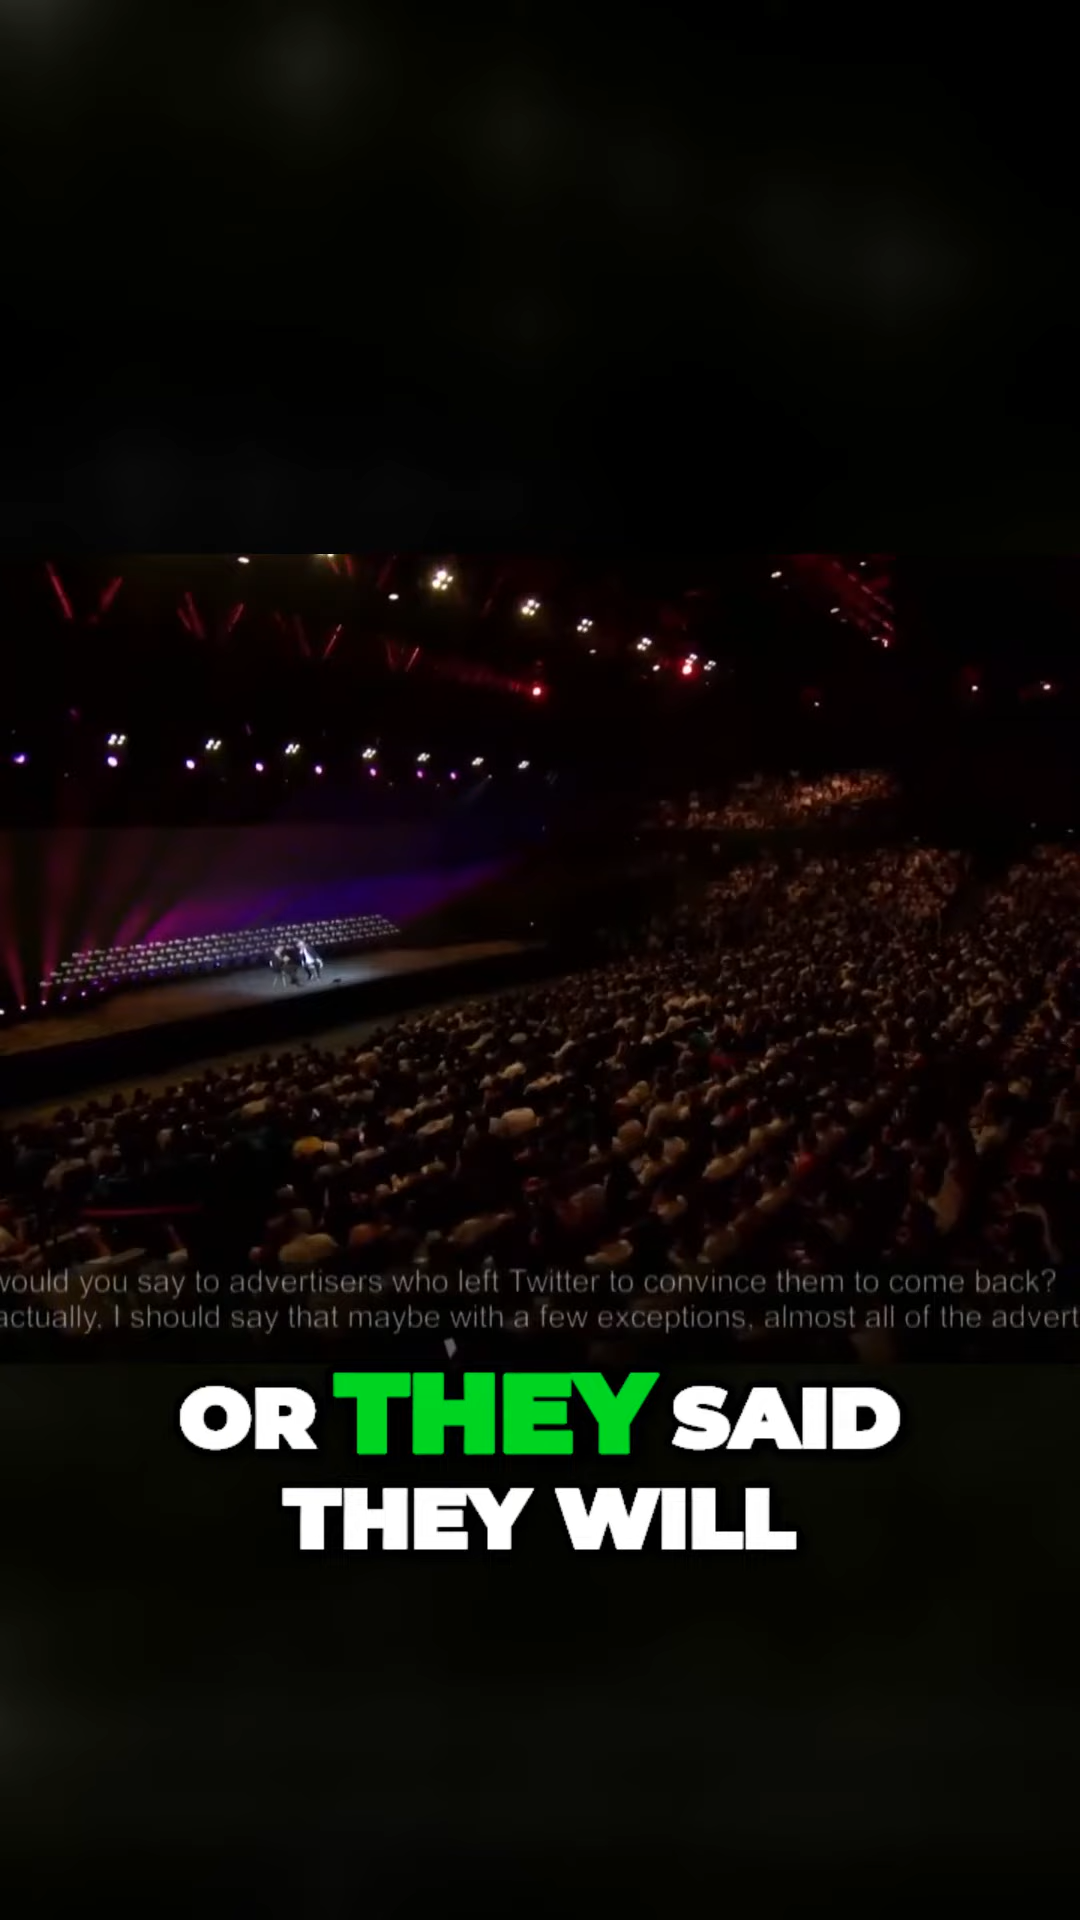 would you say to advertisers who left Twitter to convince them to come back?
actually, I should say that maybe with a few exceptions, almost all of the advert
OR THEY SAID
THEY WILL